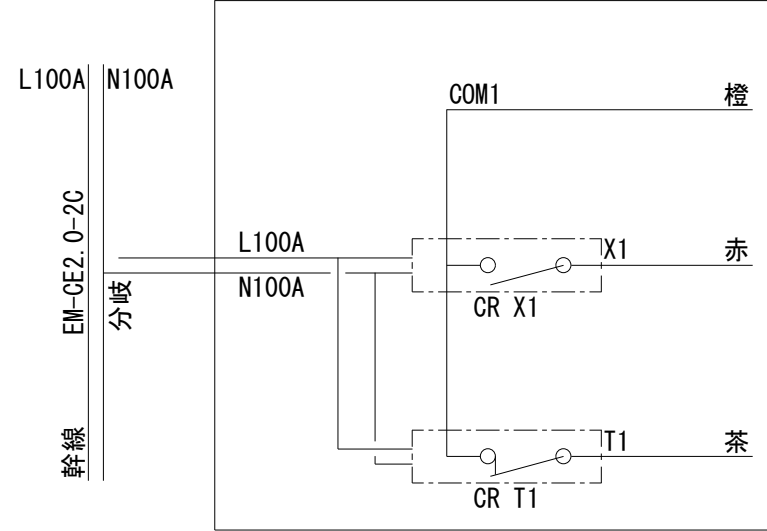 L100A
N100A
COM1
橙
EM-CE2.0-2C
L100A
X1
赤
N100A
分岐
CR X1
幹線
T1
茶
CR T1